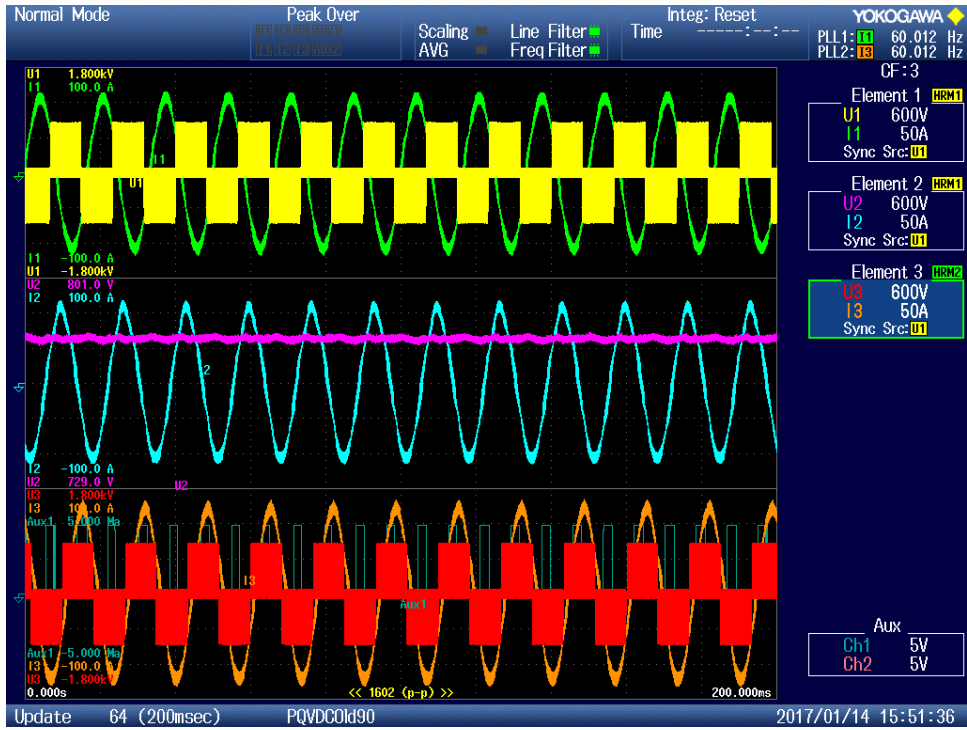 Normal Mode Peak Over Integ: Reset YOKOGAWA
Scaling Line Filter Time -----:--:-- PLL1: I1 60.012 Hz
AVG Freq Filter PLL2: I3 60.012 Hz
CF:3
U1 1.800kV
I1 100.0 A
Element 1 HRM1
U1 600V
I1 50A
Sync Src: U1
I1
U1
Element 2 HRM1
U2 600V
I2 50A
Sync Src: U1
I1 -100.0 A
U1 -1.800kV
U2 801.0 V
I2 100.0 A
Element 3 HRM2
U3 600V
I3 50A
Sync Src: U1
2
I2 -100.0 A
U2 729.0 V
U2
U3 1.800kV
I3 100.0 A
Aux1 5.000 Ma
I3
Aux1
Aux
Ch1 5V
Ch2 5V
Aux1 -5.000 Ma
I3 -100.0 A
U3 -1.800kV
0.000s << 1602 (p-p) >> 200.000ms
Update 64 (200msec) PQVDCOld90 2017/01/14 15:51:36